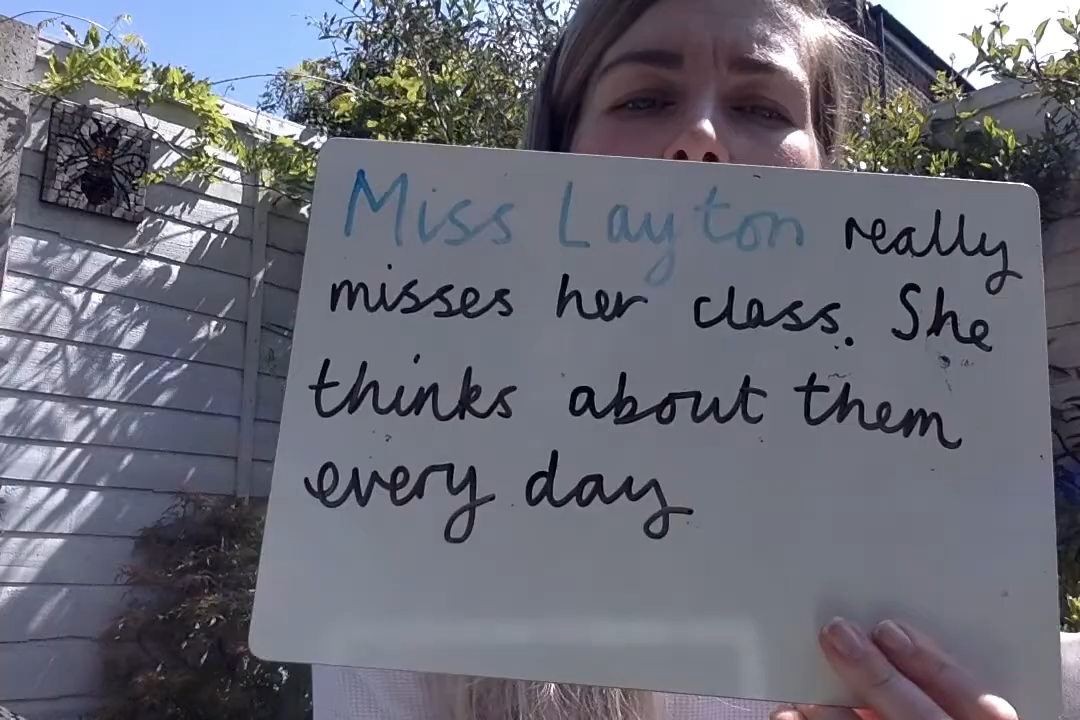 Miss Layton really
misses her class. She
thinks about them
every day